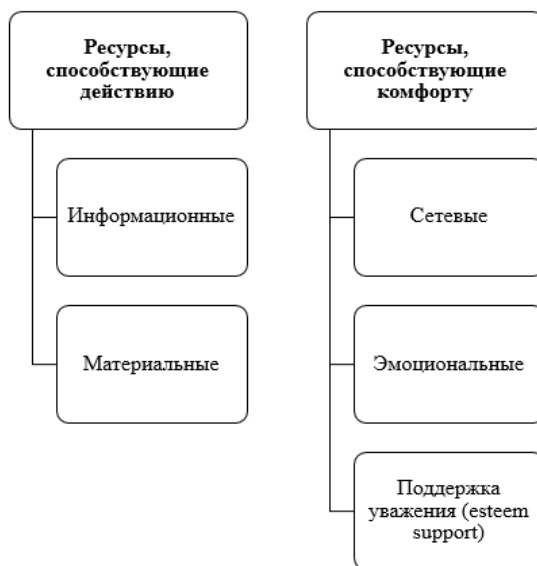 Ресурсы,
способствующие
действию
Информационные
Материальные
Ресурсы,
способствующие
комфорту
Сетевые
Эмоциональные
Поддержка
уважения (esteem
support)